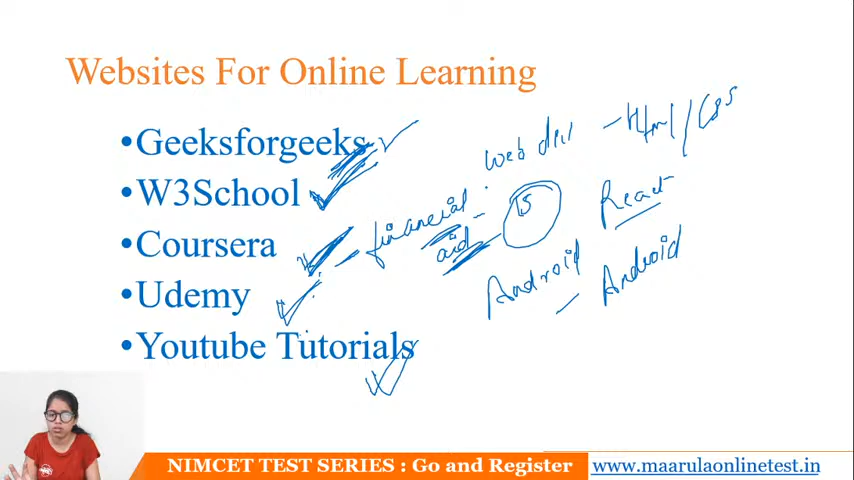 Websites For Online Learning
•Geeksforgeeks
web dev - Html/CSS
•W3School
- financial aid -
15
React
•Coursera
Android - Android
•Udemy
•Youtube Tutorials
NIMCET TEST SERIES : Go and Register
www.maarulaonlinetest.in